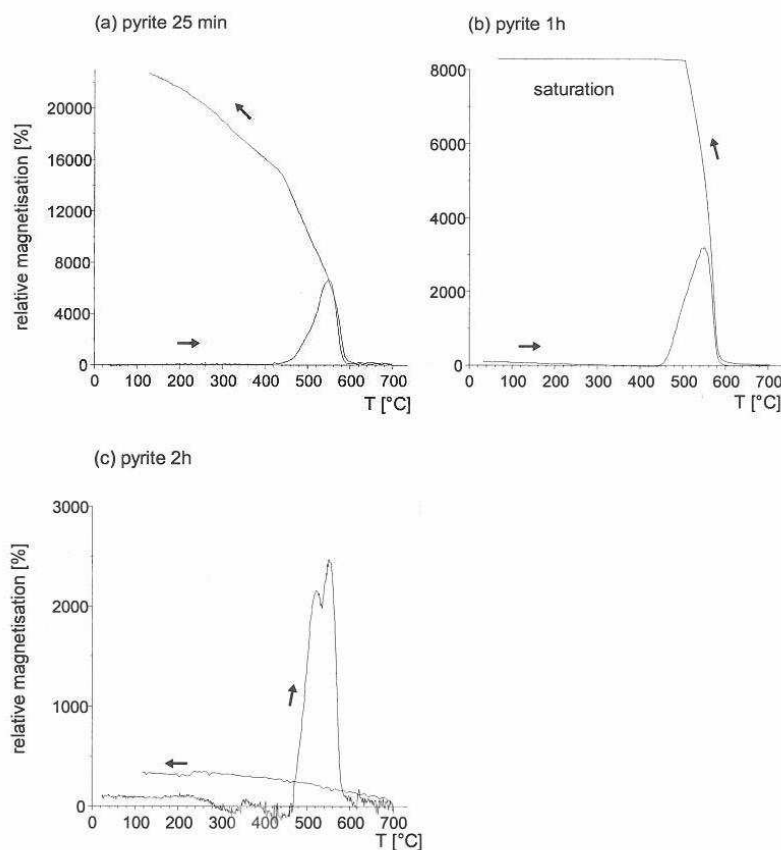 (a) pyrite 25 min
(b) pyrite 1h
relative magnetisation [%]
20000
16000
12000
8000
4000
0
0 100 200 300 400 500 600 700
T [°C]
8000
6000
4000
2000
0
saturation
0 100 200 300 400 500 600 700
T [°C]
(c) pyrite 2h
relative magnetisation [%]
3000
2000
1000
0
0 100 200 300 400 500 600 700
T [°C]